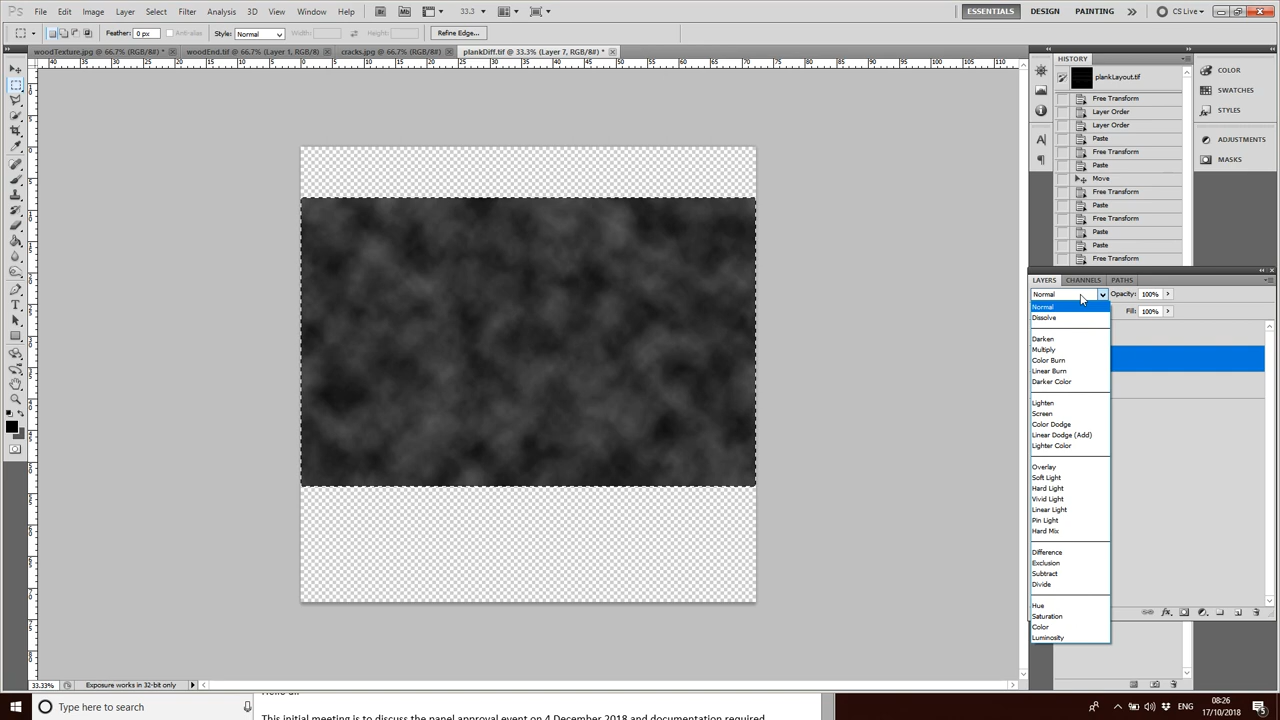 Ps File Edit Image Layer Select Filter Analysis 3D View Window Help Br Mb 33.3 ESSENTIALS DESIGN PAINTING CS Live
Feather: 0 px Anti-alias Style: Normal Width: Height: Refine Edge...
woodTexture.jpg @ 66.7% (RGB/8#) * woodEnd.tif @ 66.7% (Layer 1, RGB/8) cracks.jpg @ 66.7% (RGB/8#) plankDiff.tif @ 33.3% (Layer 7, RGB/8#) *
HISTORY
plankLayout.tif
Free Transform
Layer Order
Layer Order
Paste
Free Transform
Paste
Move
Free Transform
Paste
Free Transform
Paste
Paste
Free Transform
COLOR
SWATCHES
STYLES
ADJUSTMENTS
MASKS
LAYERS CHANNELS PATHS
Normal Opacity: 100%
Fill: 100%
Normal
Dissolve
Darken
Multiply
Color Burn
Linear Burn
Darker Color
Lighten
Screen
Color Dodge
Linear Dodge (Add)
Lighter Color
Overlay
Soft Light
Hard Light
Vivid Light
Linear Light
Pin Light
Hard Mix
Difference
Exclusion
Subtract
Divide
Hue
Saturation
Color
Luminosity
33.33% Exposure works in 32-bit only
Type here to search
This initial meeting is to discuss the panel approval event on 4 December 2018 and documentation required
ENG
08:26
17/10/2018